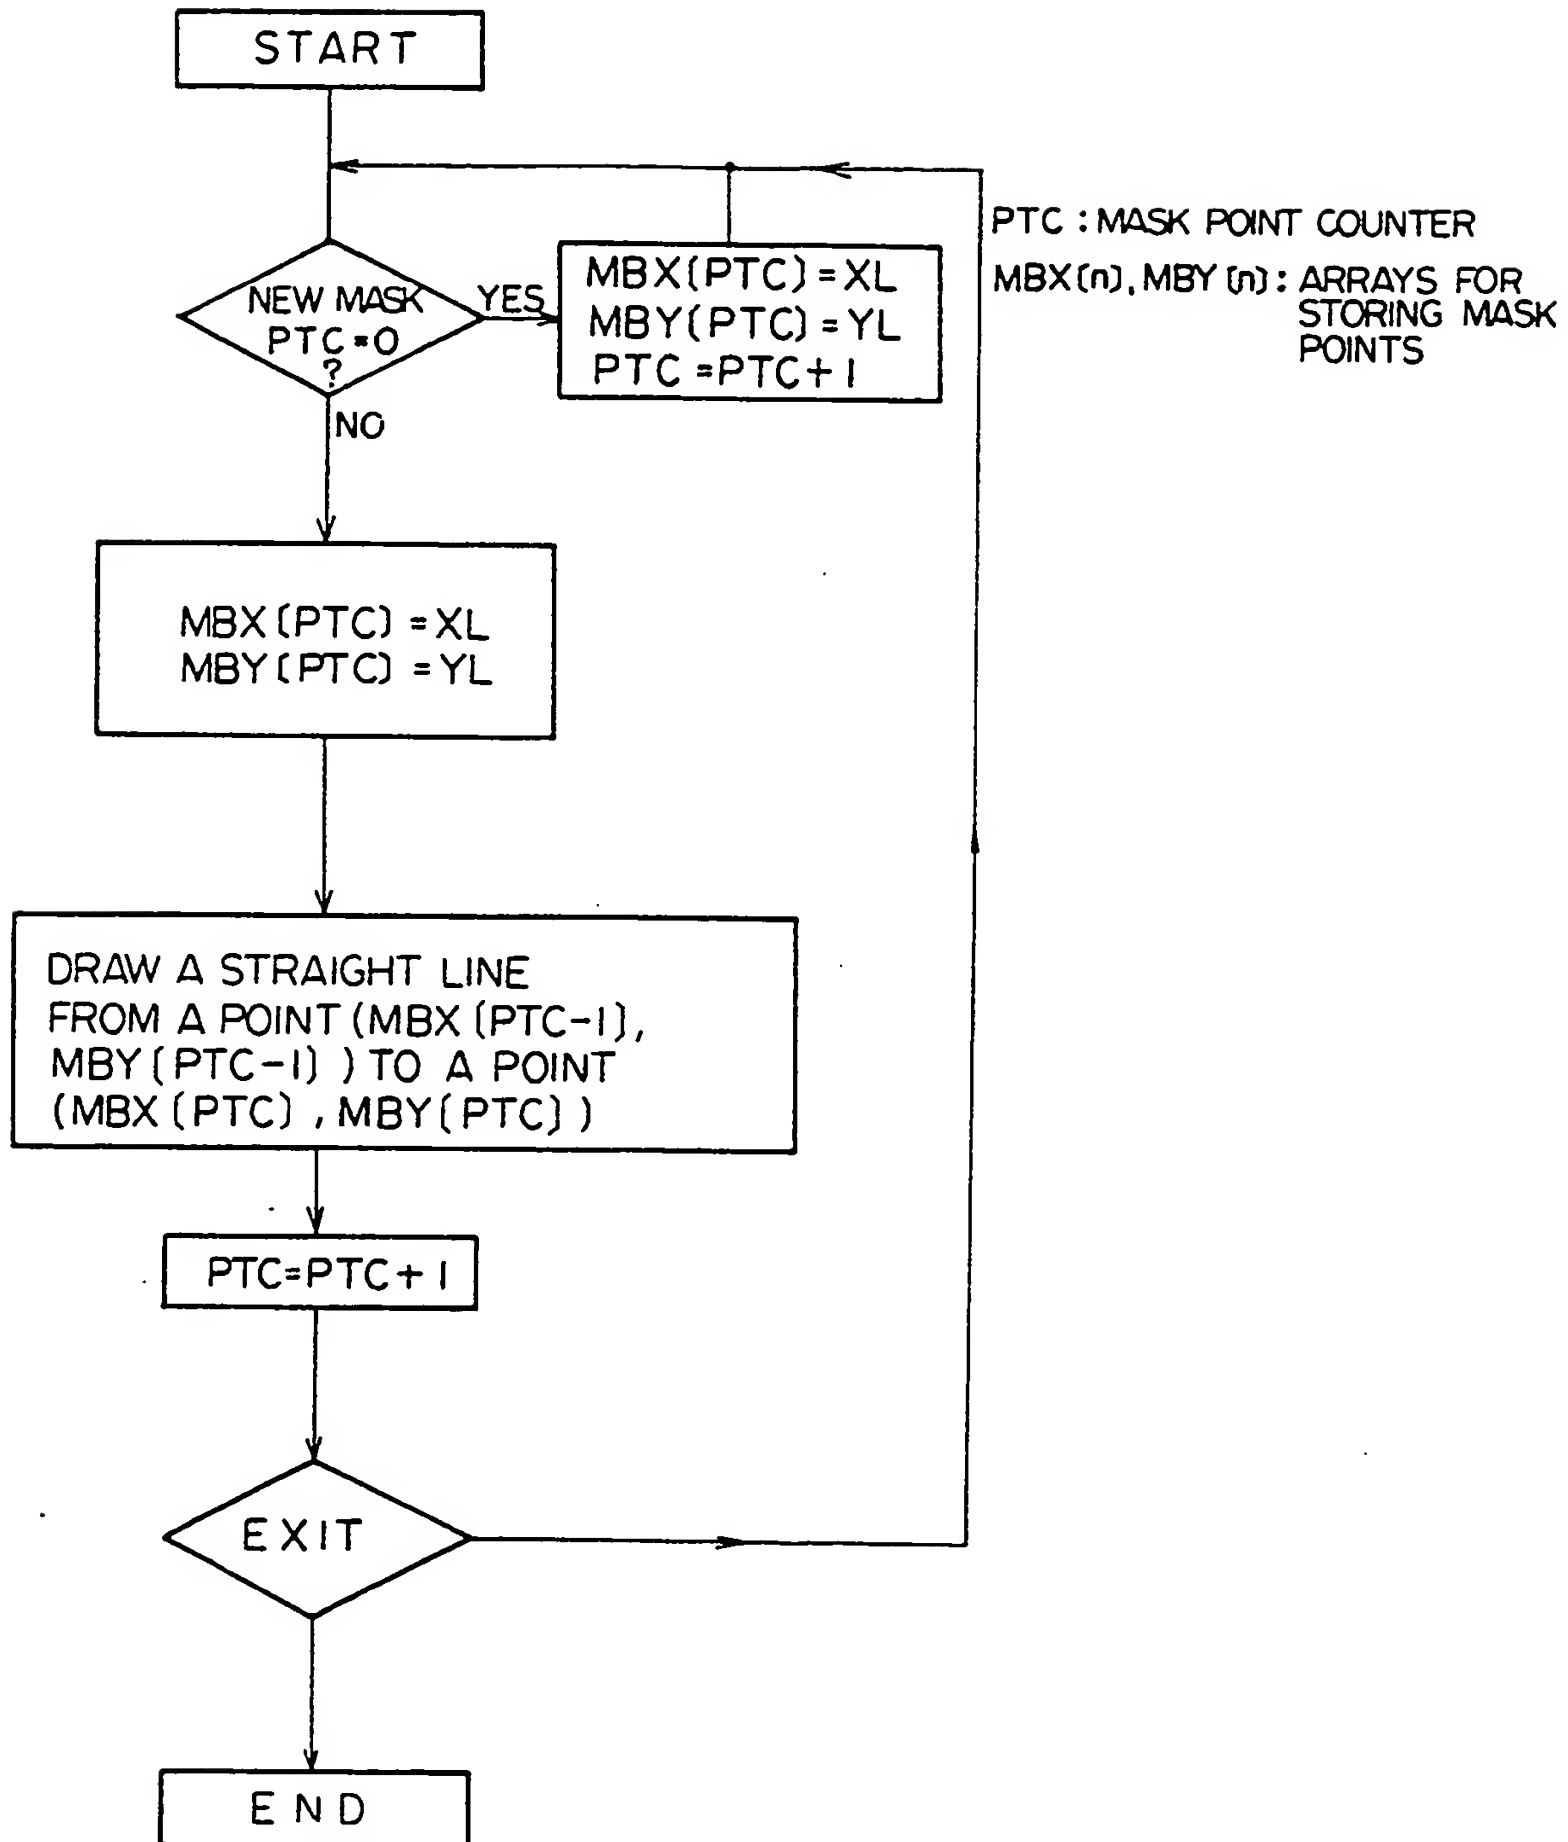 START
NEW MASK
PTC=0
?
YES
NO
MBX(PTC)=XL
MBY(PTC)=YL
PTC=PTC+1
PTC : MASK POINT COUNTER
MBX(n), MBY(n) : ARRAYS FOR
STORING MASK
POINTS
MBX(PTC)=XL
MBY(PTC)=YL
DRAW A STRAIGHT LINE
FROM A POINT (MBX(PTC-1),
MBY(PTC-1)) TO A POINT
(MBX(PTC), MBY(PTC))
PTC=PTC+1
EXIT
END